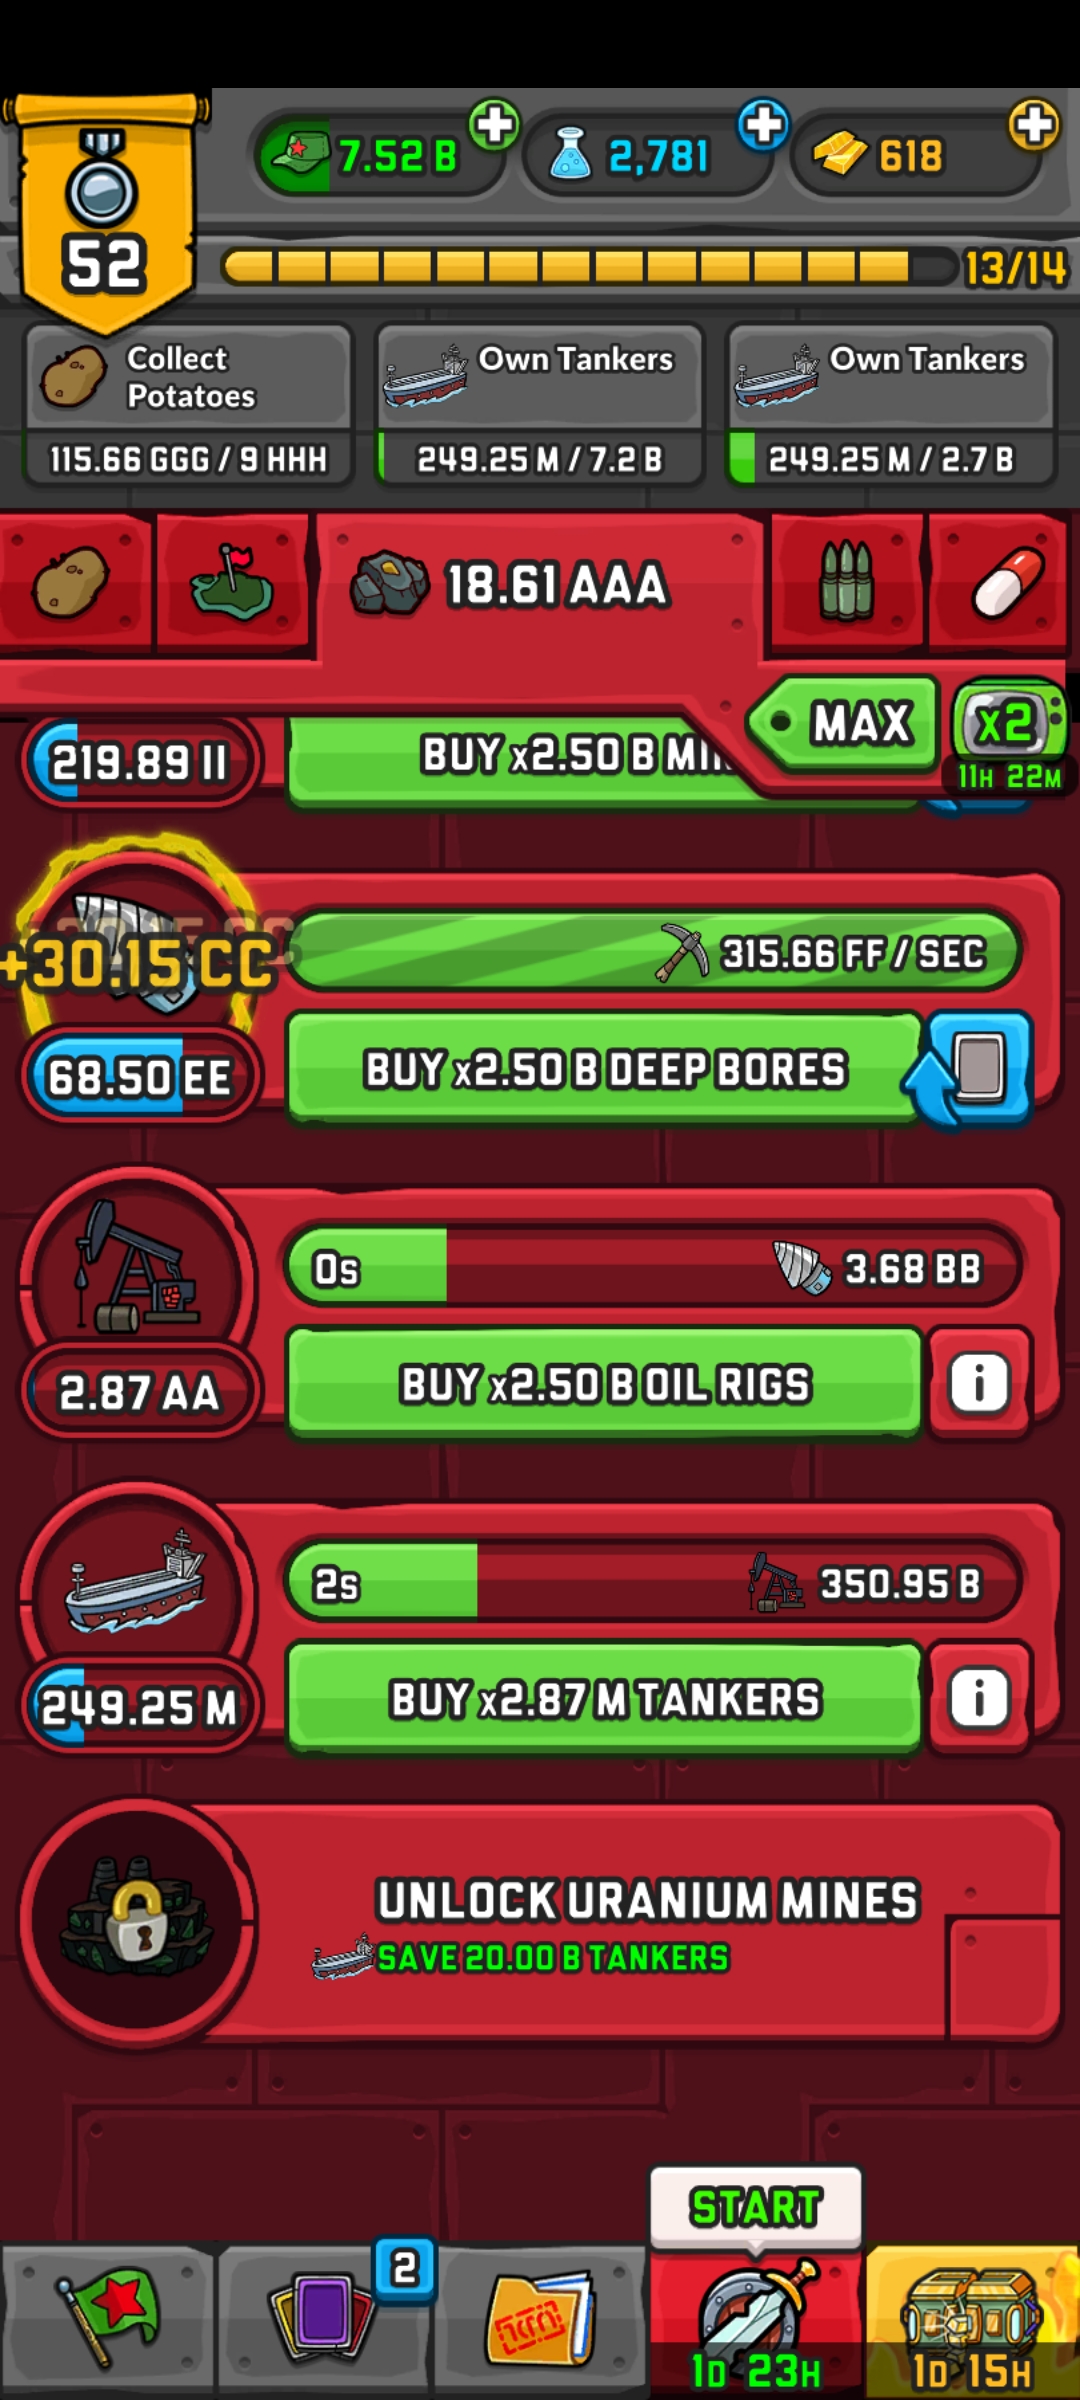 7.52 B
2,781
618
52
13/14
Collect
Potatoes
Own Tankers
Own Tankers
115.66 GGG / 9 HHH
249.25 M / 7.2 B
249.25 M / 2.7 B
18.61 AAA
MAX
x2
11H 22M
219.89 II
BUY x2.50 B
+30.15 CC
315.66 FF / SEC
68.50 EE
BUY x2.50 B DEEP BORES
0s
3.68 BB
2.87 AA
BUY x2.50 B OIL RIGS
i
2s
350.95 B
249.25 M
BUY x2.87 M TANKERS
i
UNLOCK URANIUM MINES
SAVE 20.00 B TANKERS
START
2
1D 23H
1D 15H